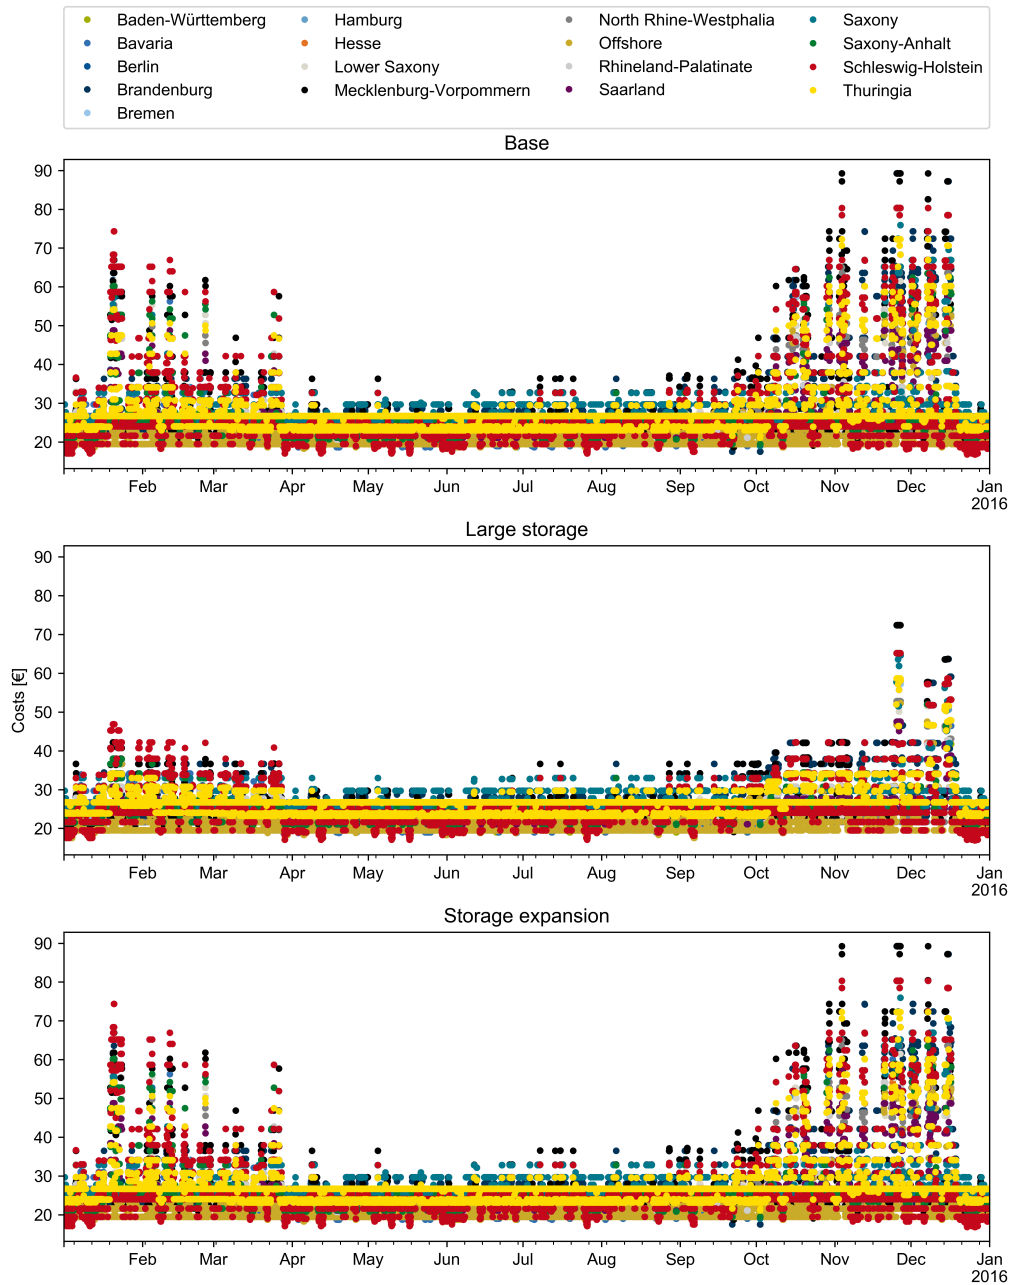 Baden-Württemberg Hamburg North Rhine-Westphalia Saxony
Bavaria Hesse Offshore Saxony-Anhalt
Berlin Lower Saxony Rhineland-Palatinate Schleswig-Holstein
Brandenburg Mecklenburg-Vorpommern Saarland Thuringia
Bremen
Base
90
80
70
60
50
40
30
20
Feb Mar Apr May Jun Jul Aug Sep Oct Nov Dec Jan
2016
Large storage
Costs [€]
90
80
70
60
50
40
30
20
Feb Mar Apr May Jun Jul Aug Sep Oct Nov Dec Jan
2016
Storage expansion
90
80
70
60
50
40
30
20
Feb Mar Apr May Jun Jul Aug Sep Oct Nov Dec Jan
2016